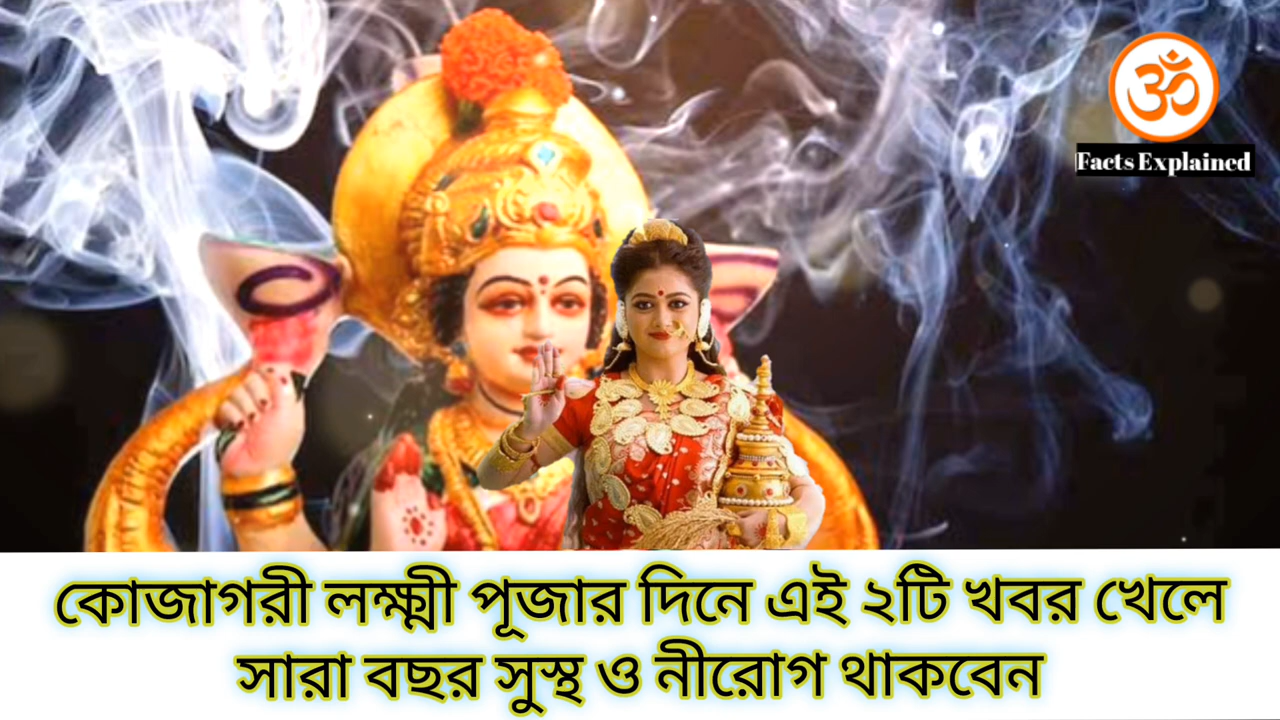 ॐ
Facts Explained
কোজাগরী লক্ষ্মী পূজার দিনে এই ২টি খবর খেলে
সারা বছর সুস্থ ও নীরোগ থাকবেন